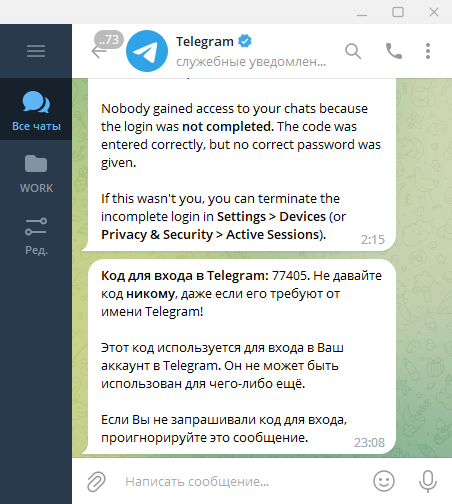 ..73
Telegram
служебные уведомлен...
Nobody gained access to your chats because
the login was not completed. The code was
entered correctly, but no correct password was
given.
If this wasn't you, you can terminate the
incomplete login in Settings > Devices (or
Privacy & Security > Active Sessions).
2:15
Все чаты
WORK
Ред.
Код для входа в Telegram: 77405. Не давайте
код никому, даже если его требуют от
имени Telegram!
Этот код используется для входа в Ваш
аккаунт в Telegram. Он не может быть
использован для чего-либо ещё.
Если Вы не запрашивали код для входа,
проигнорируйте это сообщение.
23:08
Написать сообщение...